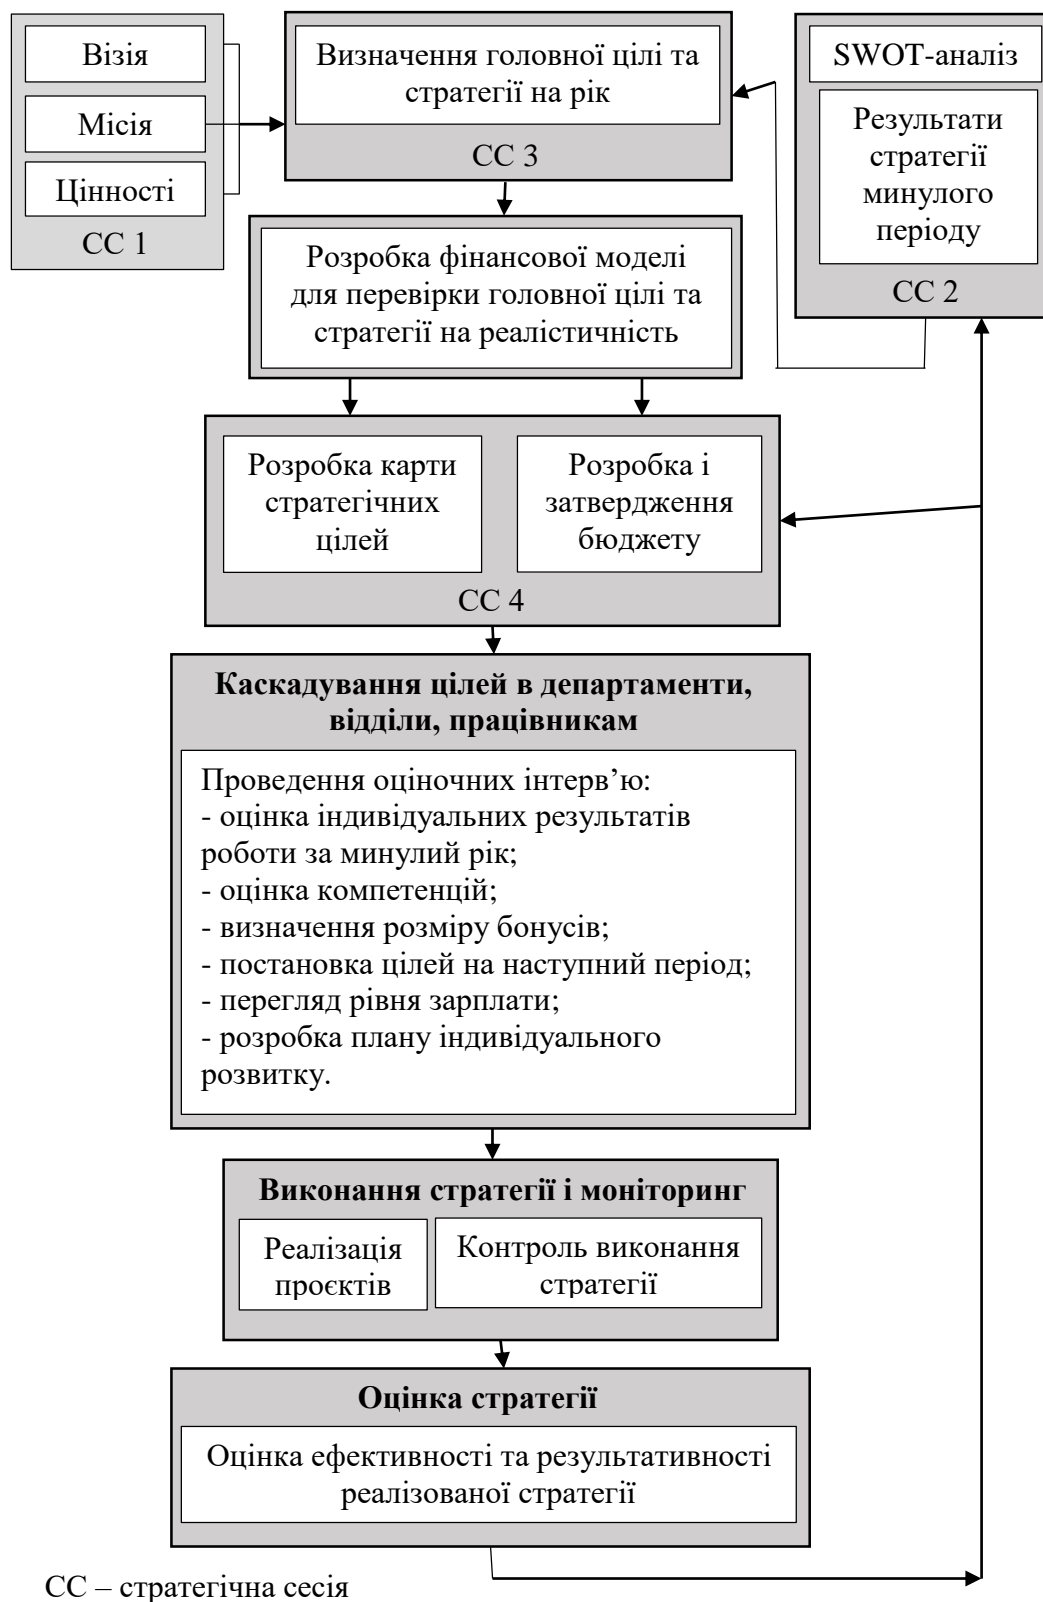 Візія
Місія
Цінності
СС 1
Визначення головної цілі та
стратегії на рік
СС 3
SWOT-аналіз
Результати
стратегії
минулого
періоду
СС 2
Розробка фінансової моделі
для перевірки головної цілі та
стратегії на реалістичність
Розробка карти
стратегічних
цілей
Розробка і
затвердження
бюджету
СС 4
Каскадування цілей в департаменти,
відділи, працівникам
Проведення оціночних інтерв’ю:
- оцінка індивідуальних результатів
роботи за минулий рік;
- оцінка компетенцій;
- визначення розміру бонусів;
- постановка цілей на наступний період;
- перегляд рівня зарплати;
- розробка плану індивідуального
розвитку.
Виконання стратегії і моніторинг
Реалізація
проєктів
Контроль виконання
стратегії
Оцінка стратегії
Оцінка ефективності та результативності
реалізованої стратегії
СС – стратегічна сесія